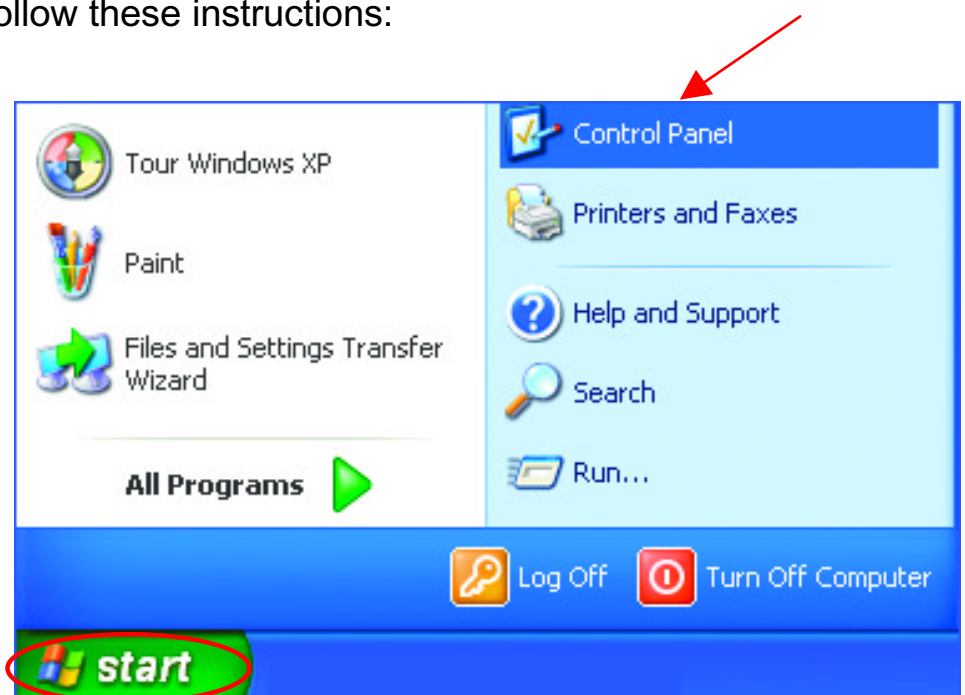 ollow these instructions:
Tour Windows XP
Paint
Files and Settings Transfer
Wizard
All Programs
Control Panel
Printers and Faxes
Help and Support
Search
Run...
Log Off
Turn Off Computer
start